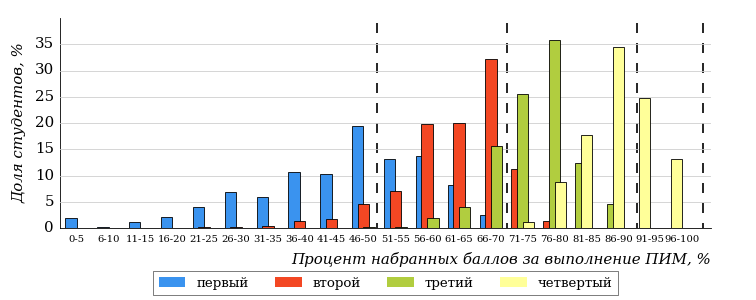 Доля студентов, %
35
30
25
20
15
10
5
0
0-5 6-10 11-15 16-20 21-25 26-30 31-35 36-40 41-45 46-50 51-55 56-60 61-65 66-70 71-75 76-80 81-85 86-90 91-95 96-100
Процент набранных баллов за выполнение ПИМ, %
первый второй третий четвертый